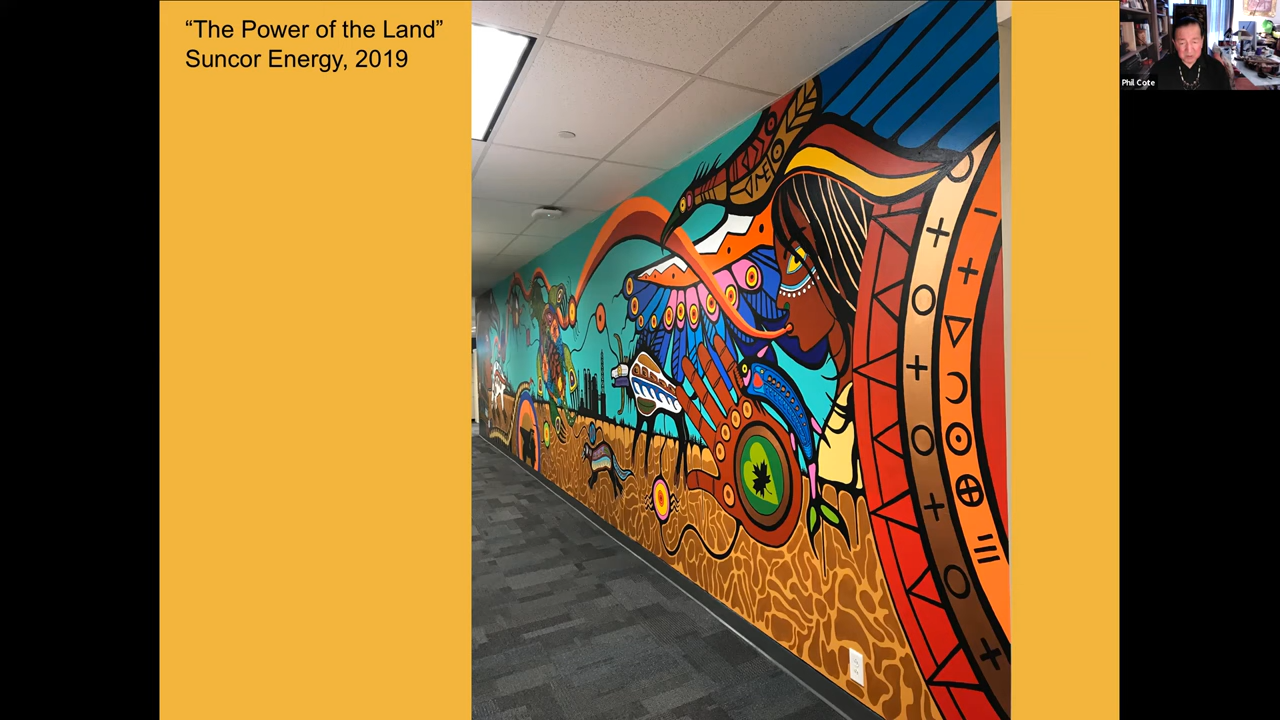 “The Power of the Land”
Suncor Energy, 2019
Phil Cote